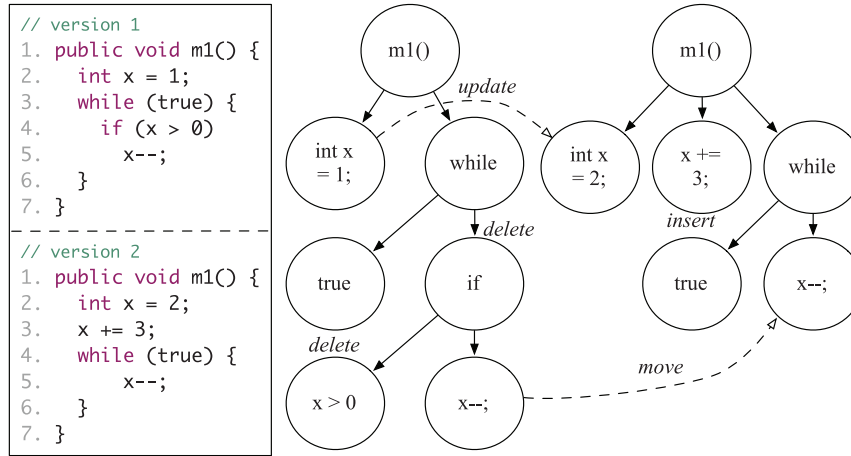 // version 1
1. public void m1() {
2. int x = 1;
3. while (true) {
4. if (x > 0)
5. x--;
6. }
7. }
// version 2
1. public void m1() {
2. int x = 2;
3. x += 3;
4. while (true) {
5. x--;
6. }
7. }
m1()
update
int x
= 1;
while
delete
true
if
delete
x > 0
x--;
move
m1()
int x
= 2;
x +=
3;
insert
while
true
x--;